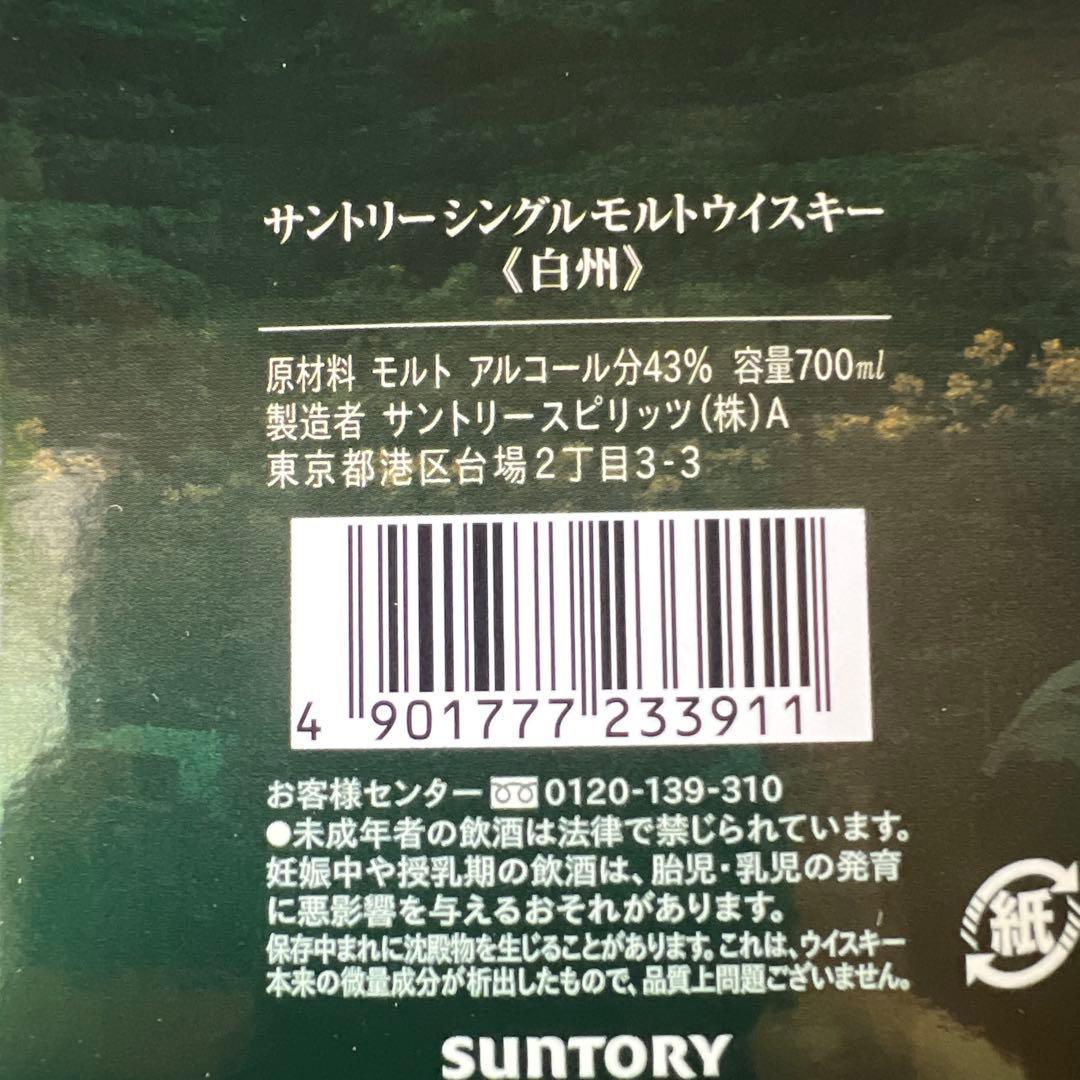 サントリーシングルモルトウイスキー
《白州》
原材料 モルト アルコール分43% 容量700ml
製造者 サントリースピリッツ(株)A
東京都港区台場2丁目3-3
4 901777 233911
お客様センター 0120-139-310
●未成年者の飲酒は法律で禁じられています。
妊娠中や授乳期の飲酒は、胎児・乳児の発育
に悪影響を与えるおそれがあります。
保存中まれに沈殿物を生じることがあります。これは、ウイスキー
本来の微量成分が析出したもので、品質上問題ございません。
紙
SUNTORY